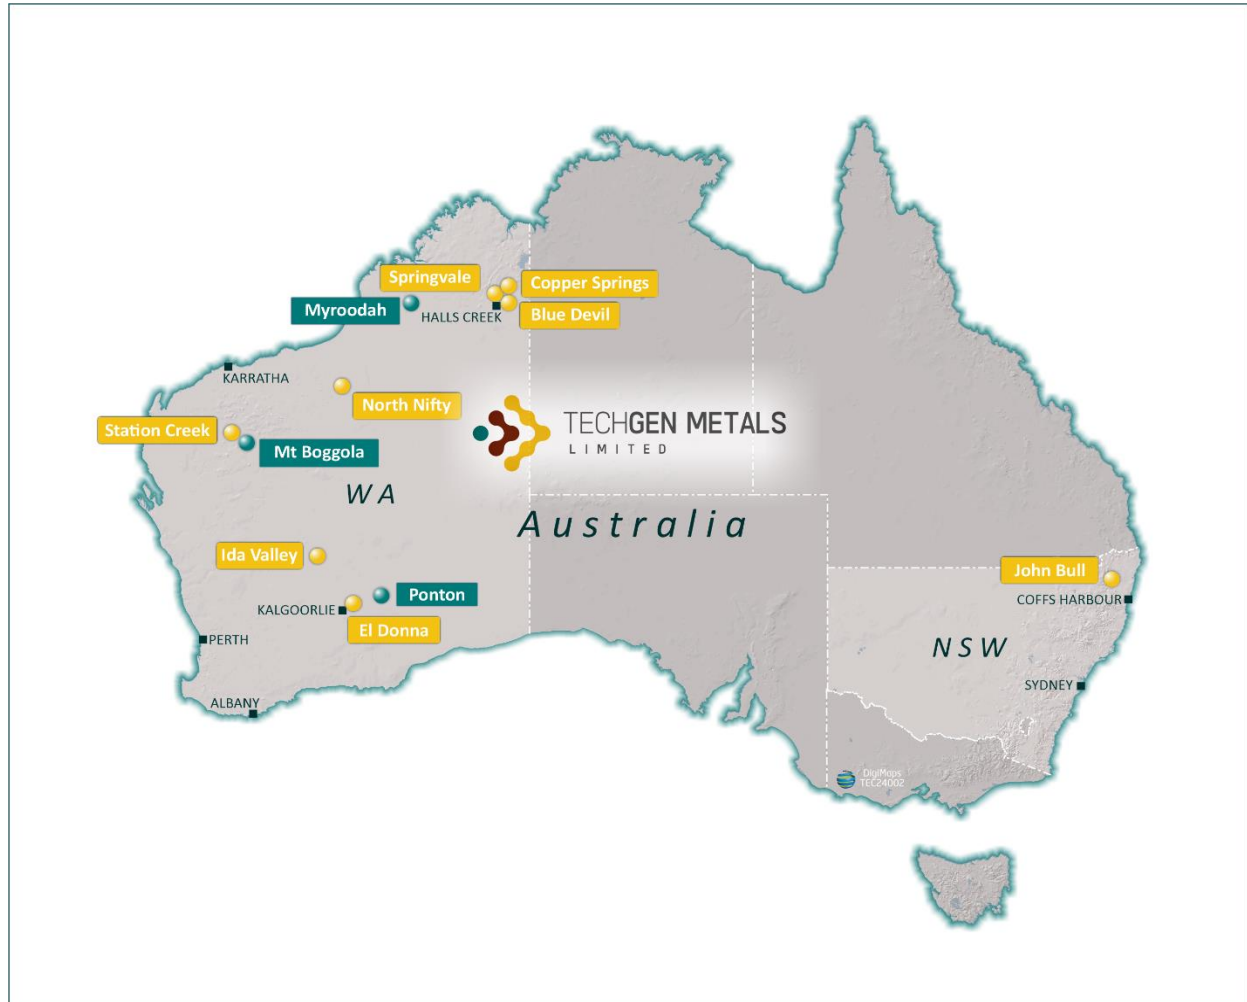 Springvale
Copper Springs
Myroodah
HALLS CREEK
Blue Devil
KARRATHA
North Nifty
TECHGEN METALS
LIMITED
Station Creek
Mt Boggola
WA
Australia
Ida Valley
John Bull
Ponton
KALGOORLIE
COFFS HARBOUR
El Donna
PERTH
NSW
SYDNEY
ALBANY
DigiMaps
TEC24002